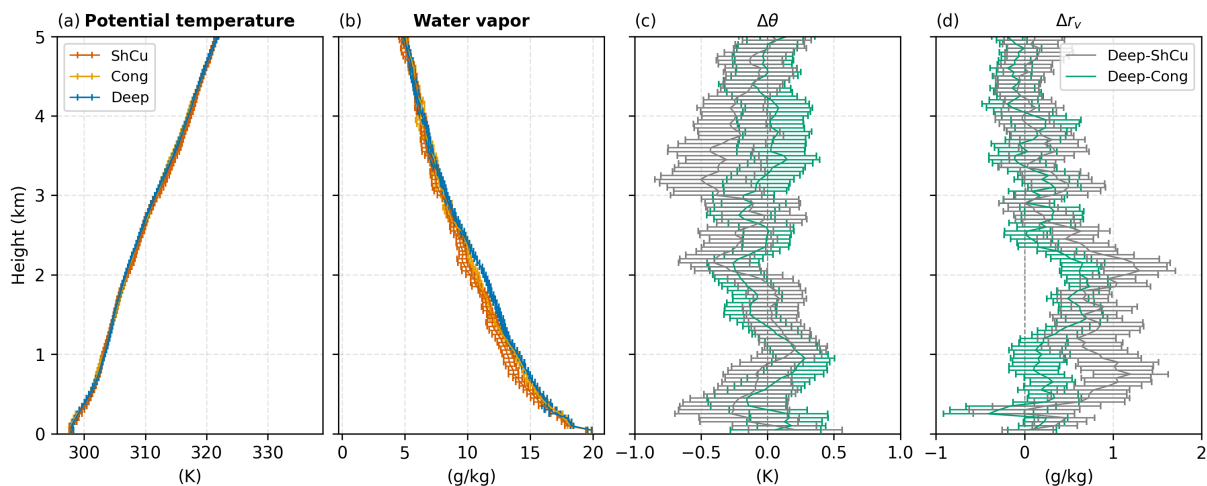 (a) Potential temperature
(b) Water vapor
(c) Δθ
(d) Δr_v
Height (km)
5
4
3
2
1
0
ShCu
Cong
Deep
300 310 320 330
(K)
0 5 10 15 20
(g/kg)
−1.0 −0.5 0.0 0.5 1.0
(K)
Deep-ShCu
Deep-Cong
−1 0 1 2
(g/kg)